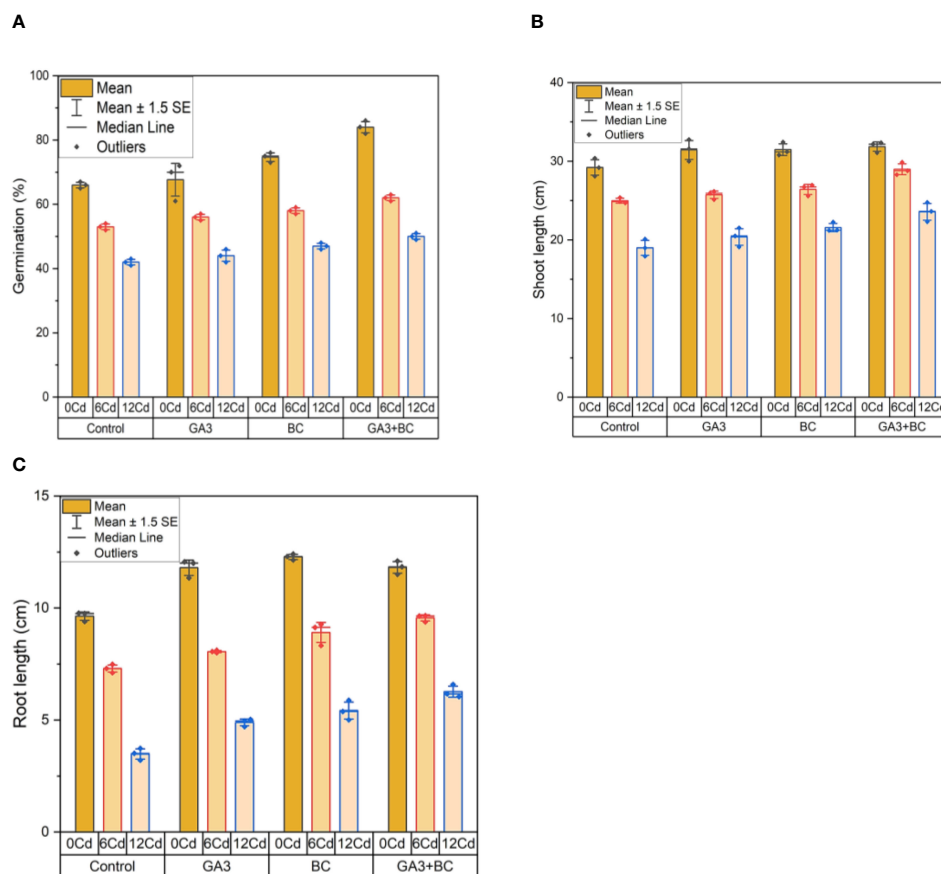 A
100
80
60
40
20
0
Germination (%)
Mean
Mean ± 1.5 SE
Median Line
Outliers
0Cd 6Cd 12Cd 0Cd 6Cd 12Cd 0Cd 6Cd 12Cd 0Cd 6Cd 12Cd
Control GA3 BC GA3+BC
B
40
30
20
10
0
Shoot length (cm)
Mean
Mean ± 1.5 SE
Median Line
Outliers
0Cd 6Cd 12Cd 0Cd 6Cd 12Cd 0Cd 6Cd 12Cd 0Cd 6Cd 12Cd
Control GA3 BC GA3+BC
C
15
10
5
0
Root length (cm)
Mean
Mean ± 1.5 SE
Median Line
Outliers
0Cd 6Cd 12Cd 0Cd 6Cd 12Cd 0Cd 6Cd 12Cd 0Cd 6Cd 12Cd
Control GA3 BC GA3+BC